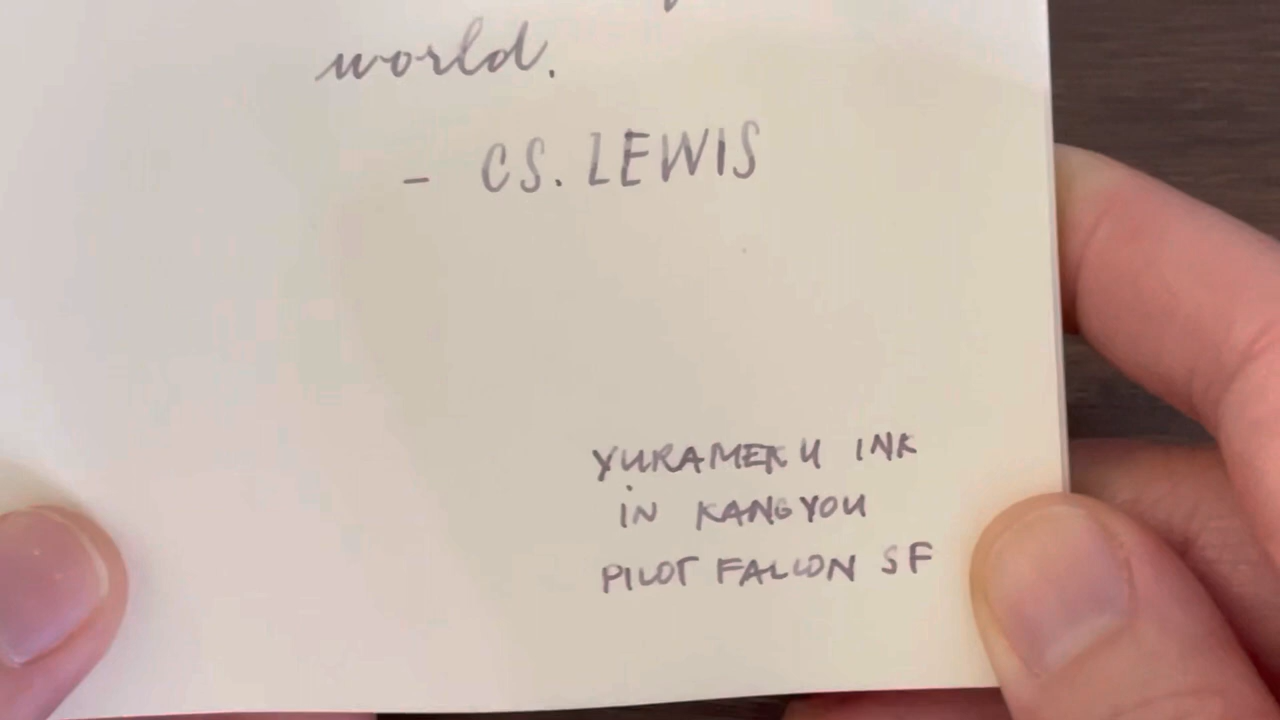 world.
- CS. LEWIS
YURAMEKU INK
IN KANGYOU
PILOT FALCON SF